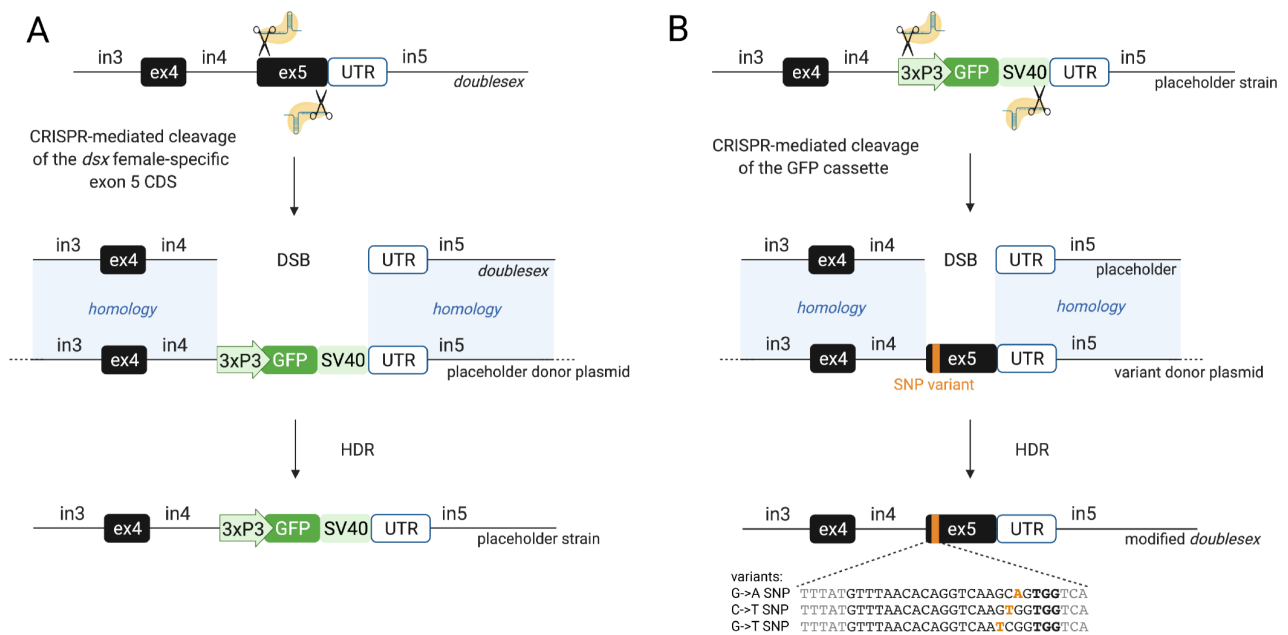 A
in3 ex4 in4 ex5 UTR in5
doublesex
CRISPR-mediated cleavage
of the dsx female-specific
exon 5 CDS
in3 ex4 in4 DSB UTR in5
doublesex
homology homology
in3 ex4 in4 3xP3 GFP SV40 UTR in5
placeholder donor plasmid
HDR
in3 ex4 in4 3xP3 GFP SV40 UTR in5
placeholder strain
B
in3 ex4 in4 3xP3 GFP SV40 UTR in5
placeholder strain
CRISPR-mediated cleavage
of the GFP cassette
in3 ex4 in4 DSB UTR in5
placeholder
homology homology
in3 ex4 in4 ex5 UTR in5
SNP variant
variant donor plasmid
HDR
in3 ex4 in4 ex5 UTR in5
modified doublesex
variants:
G->A SNP TTTATGTTTAACACAGGTCAAGCAGTGGTCA
C->T SNP TTTATGTTTAACACAGGTCAAGTGGTGGTCA
G->T SNP TTTATGTTTAACACAGGTCAATCGGTGGTCA